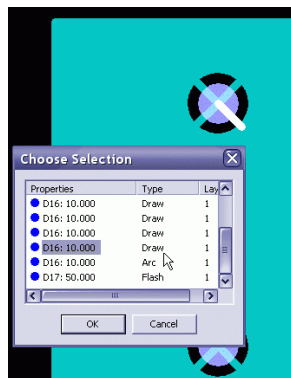 Choose Selection
Properties Type Lay
D16: 10.000 Draw 1
D16: 10.000 Draw 1
D16: 10.000 Draw 1
D16: 10.000 Draw 1
D16: 10.000 Arc 1
D17: 50.000 Flash 1
OK Cancel